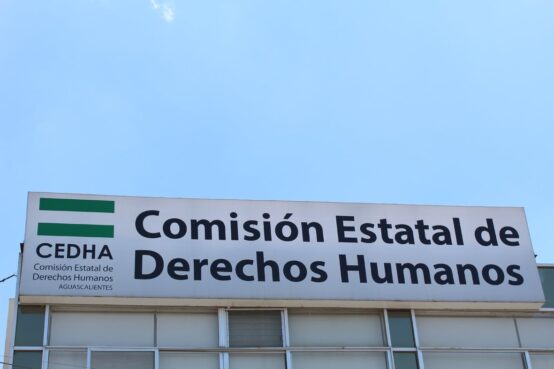 CEDHA
Comisión Estatal de
Derechos Humanos
AGUASCALIENTES
Comisión Estatal de
Derechos Humanos